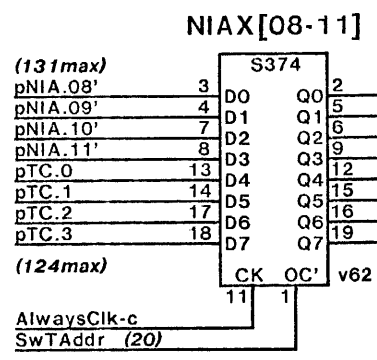 NIAX[08-11]
(131max) S374
pNIA.08' 3 D0 Q0 2
pNIA.09' 4 D1 Q1 5
pNIA.10' 7 D2 Q2 6
pNIA.11' 8 D3 Q3 9
pTC.0 13 D4 Q4 12
pTC.1 14 D5 Q5 15
pTC.2 17 D6 Q6 16
pTC.3 18 D7 Q7 19
(124max) CK OC' v62
11 1
AlwaysClk-c
SwTAddr (20)